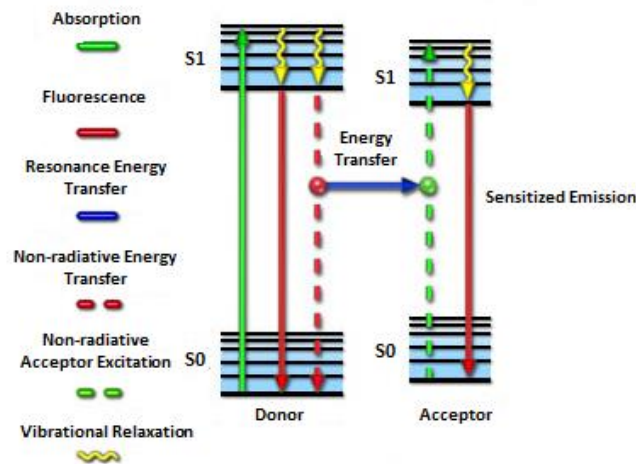 Absorption
Fluorescence
Resonance Energy
Transfer
Non-radiative Energy
Transfer
Non-radiative
Acceptor Excitation
Vibrational Relaxation
S1
S0
Donor
Energy
Transfer
S1
S0
Acceptor
Sensitized Emission